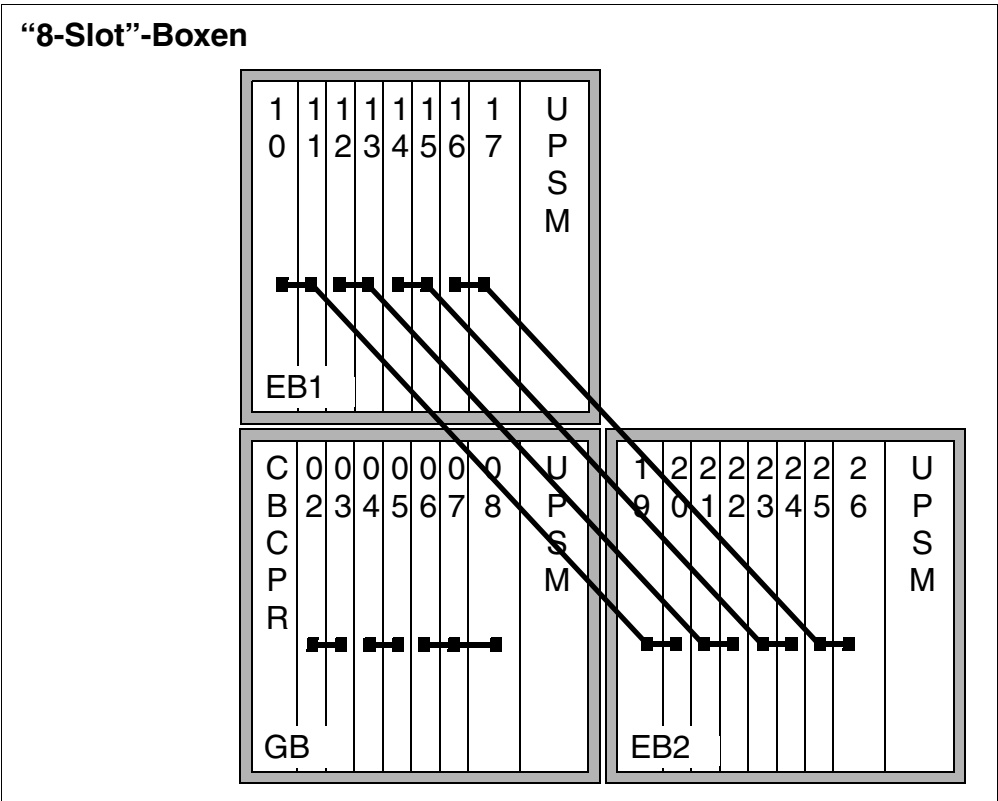 “8-Slot”-Boxen
1 1 1 1 1 1 1 1 U
0 1 2 3 4 5 6 7 P
S
M
EB1
C 0 0 0 0 0 0 0 U 1 2 2 2 2 2 2 2 U
B 2 3 4 5 6 7 8 P 9 0 1 2 3 4 5 6 P
C S S
P M M
R
GB EB2